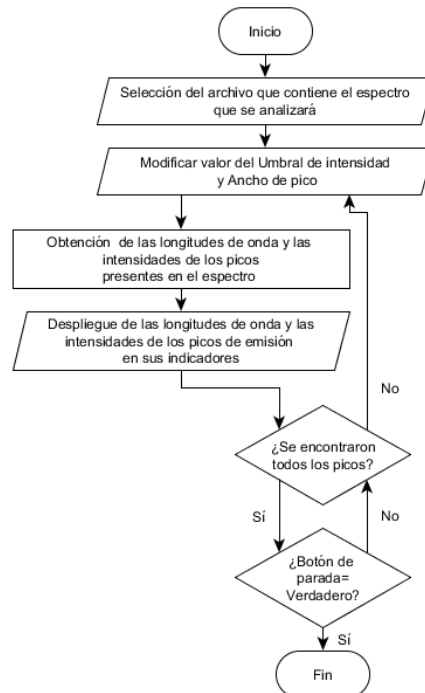 Inicio
Selección del archivo que contiene el espectro
que se analizará
Modificar valor del Umbral de intensidad
y Ancho de pico
Obtención de las longitudes de onda y las
intensidades de los picos
presentes en el espectro
Despliegue de las longitudes de onda y las
intensidades de los picos de emisión
en sus indicadores
No
¿Se encontraron
todos los picos?
Sí
No
¿Botón de
parada=
Verdadero?
Sí
Fin